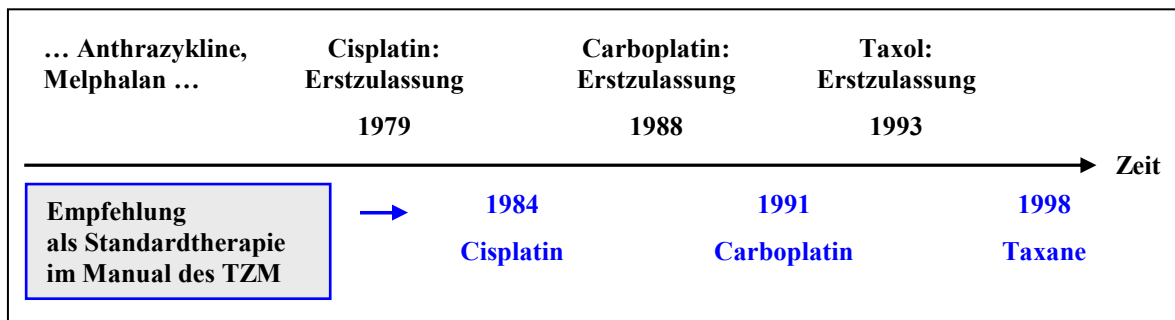 … Anthrazykline,
Melphalan …
Cisplatin:
Erstzulassung
1979
Carboplatin:
Erstzulassung
1988
Taxol:
Erstzulassung
1993
Zeit
Empfehlung
als Standardtherapie
im Manual des TZM
1984
Cisplatin
1991
Carboplatin
1998
Taxane